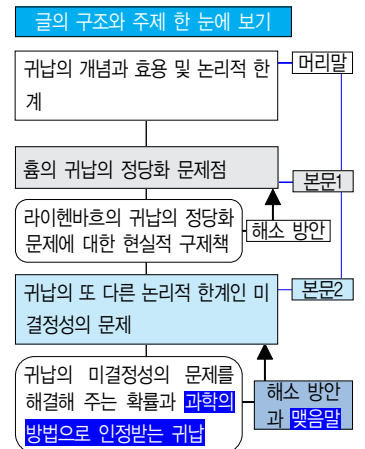 글의 구조와 주제 한 눈에 보기
귀납의 개념과 효용 및 논리적 한
계
머리말
흄의 귀납의 정당화 문제점
본문1
라이헨바흐의 귀납의 정당화
문제에 대한 현실적 구제책
해소 방안
귀납의 또 다른 논리적 한계인 미
결정성의 문제
본문2
귀납의 미결정성의 문제를
해결해 주는 확률과 과학의
방법으로 인정받는 귀납
해소 방안
과 맺음말